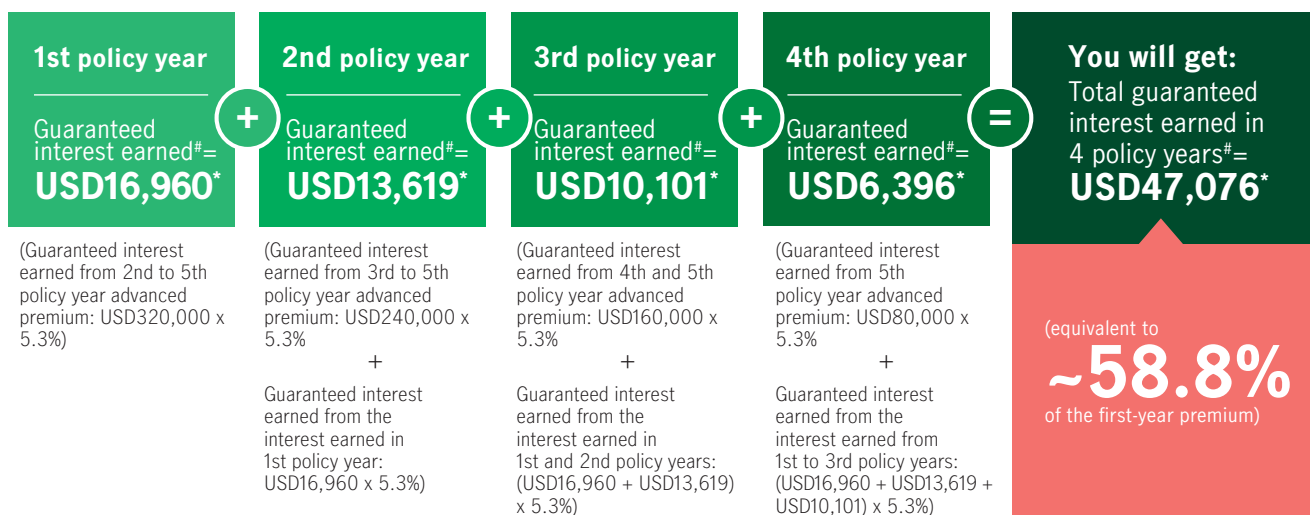 1st policy year
Guaranteed
interest earned#=
USD16,960*
(Guaranteed interest
earned from 2nd to 5th
policy year advanced
premium: USD320,000 x
5.3%)
+
2nd policy year
Guaranteed
interest earned#=
USD13,619*
(Guaranteed interest
earned from 3rd to 5th
policy year advanced
premium: USD240,000 x
5.3%
+
Guaranteed interest
earned from the
interest earned in
1st policy year:
USD16,960 x 5.3%)
+
3rd policy year
Guaranteed
interest earned#=
USD10,101*
(Guaranteed interest
earned from 4th and 5th
policy year advanced
premium: USD160,000 x
5.3%
+
Guaranteed interest
earned from the
interest earned in
1st and 2nd policy years:
(USD16,960 + USD13,619)
x 5.3%)
+
4th policy year
Guaranteed
interest earned#=
USD6,396*
(Guaranteed interest
earned from 5th
policy year advanced
premium: USD80,000 x
5.3%
+
Guaranteed interest
earned from the
interest earned from
1st to 3rd policy years:
(USD16,960 + USD13,619 +
USD10,101) x 5.3%)
=
You will get:
Total guaranteed
interest earned in
4 policy years#=
USD47,076*
(equivalent to
~58.8%
of the first-year premium)